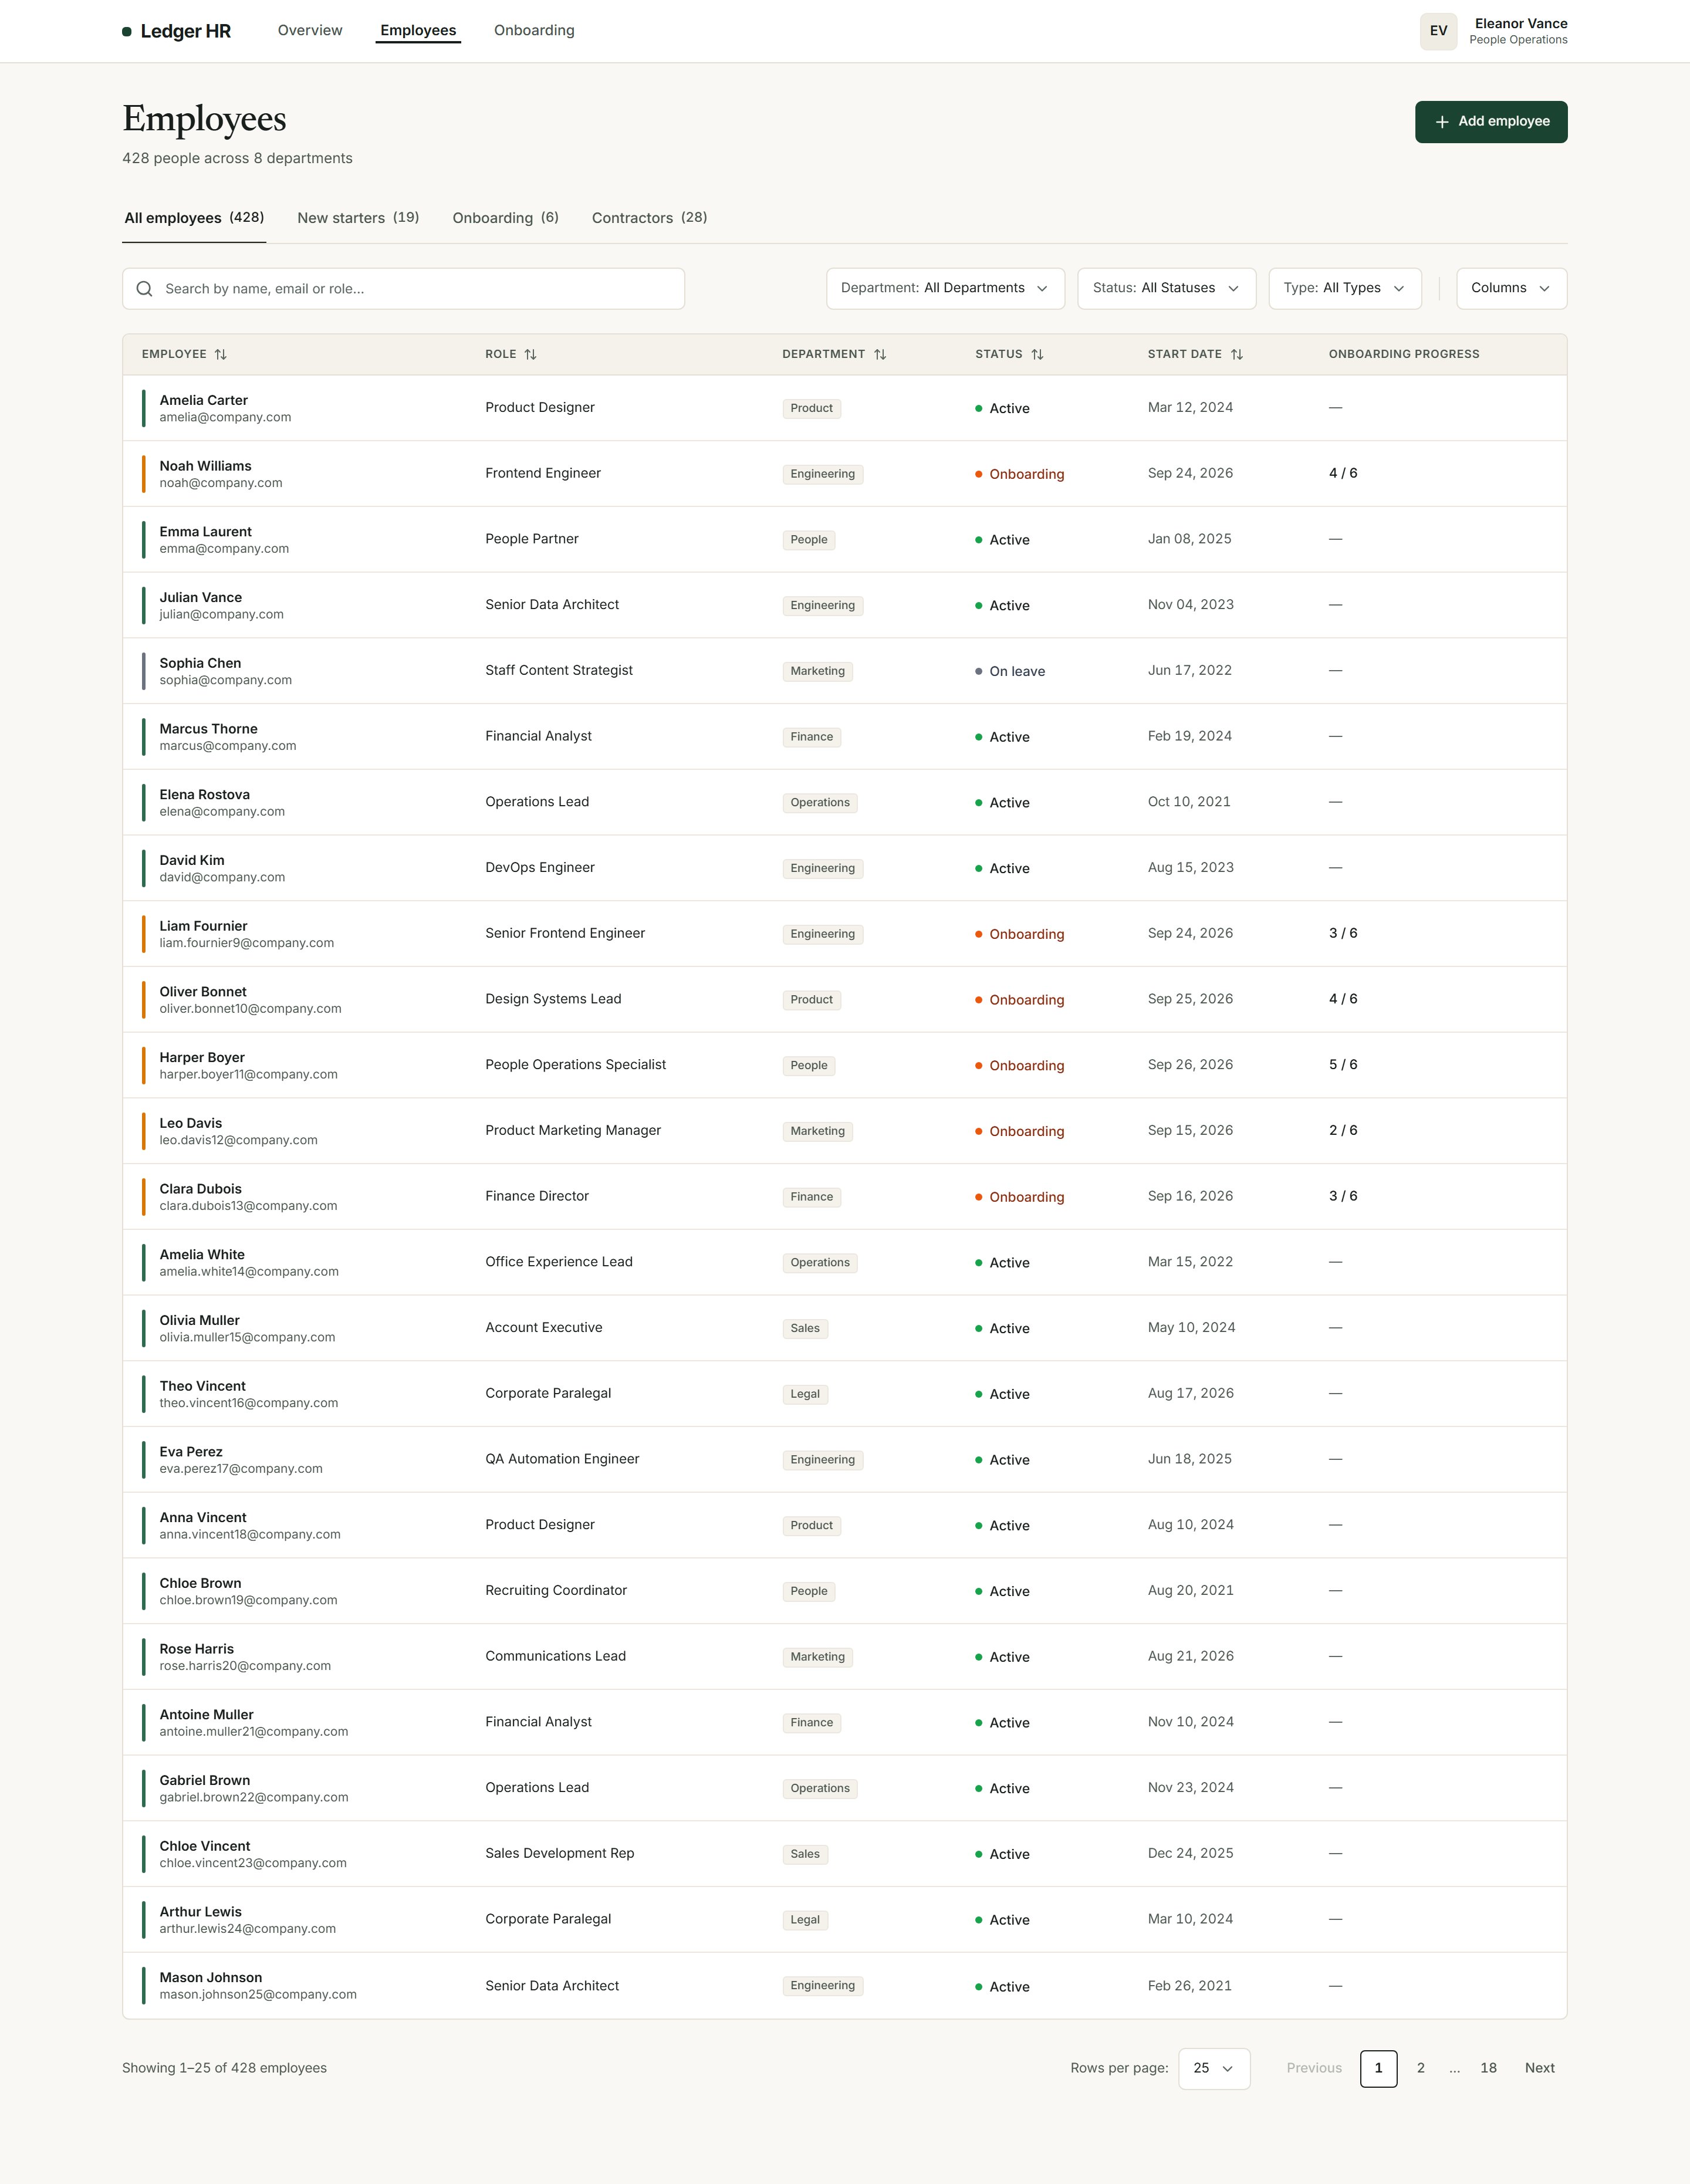 Ledger HR
Overview
Employees
Onboarding
EV
Eleanor Vance
People Operations
Employees
428 people across 8 departments
Add employee
All employees (428)
New starters (19)
Onboarding (6)
Contractors (28)
Search by name, email or role...
Department: All Departments
Status: All Statuses
Type: All Types
Columns
EMPLOYEE ROLE DEPARTMENT STATUS START DATE ONBOARDING PROGRESS
Amelia Carter
amelia@company.com
Product Designer Product Active Mar 12, 2024 —
Noah Williams
noah@company.com
Frontend Engineer Engineering Onboarding Sep 24, 2026 4 / 6
Emma Laurent
emma@company.com
People Partner People Active Jan 08, 2025 —
Julian Vance
julian@company.com
Senior Data Architect Engineering Active Nov 04, 2023 —
Sophia Chen
sophia@company.com
Staff Content Strategist Marketing On leave Jun 17, 2022 —
Marcus Thorne
marcus@company.com
Financial Analyst Finance Active Feb 19, 2024 —
Elena Rostova
elena@company.com
Operations Lead Operations Active Oct 10, 2021 —
David Kim
david@company.com
DevOps Engineer Engineering Active Aug 15, 2023 —
Liam Fournier
liam.fournier9@company.com
Senior Frontend Engineer Engineering Onboarding Sep 24, 2026 3 / 6
Oliver Bonnet
oliver.bonnet10@company.com
Design Systems Lead Product Onboarding Sep 25, 2026 4 / 6
Harper Boyer
harper.boyer11@company.com
People Operations Specialist People Onboarding Sep 26, 2026 5 / 6
Leo Davis
leo.davis12@company.com
Product Marketing Manager Marketing Onboarding Sep 15, 2026 2 / 6
Clara Dubois
clara.dubois13@company.com
Finance Director Finance Onboarding Sep 16, 2026 3 / 6
Amelia White
amelia.white14@company.com
Office Experience Lead Operations Active Mar 15, 2022 —
Olivia Muller
olivia.muller15@company.com
Account Executive Sales Active May 10, 2024 —
Theo Vincent
theo.vincent16@company.com
Corporate Paralegal Legal Active Aug 17, 2026 —
Eva Perez
eva.perez17@company.com
QA Automation Engineer Engineering Active Jun 18, 2025 —
Anna Vincent
anna.vincent18@company.com
Product Designer Product Active Aug 10, 2024 —
Chloe Brown
chloe.brown19@company.com
Recruiting Coordinator People Active Aug 20, 2021 —
Rose Harris
rose.harris20@company.com
Communications Lead Marketing Active Aug 21, 2026 —
Antoine Muller
antoine.muller21@company.com
Financial Analyst Finance Active Nov 10, 2024 —
Gabriel Brown
gabriel.brown22@company.com
Operations Lead Operations Active Nov 23, 2024 —
Chloe Vincent
chloe.vincent23@company.com
Sales Development Rep Sales Active Dec 24, 2025 —
Arthur Lewis
arthur.lewis24@company.com
Corporate Paralegal Legal Active Mar 10, 2024 —
Mason Johnson
mason.johnson25@company.com
Senior Data Architect Engineering Active Feb 26, 2021 —
Showing 1–25 of 428 employees
Rows per page: 25
Previous 1 2 ... 18 Next